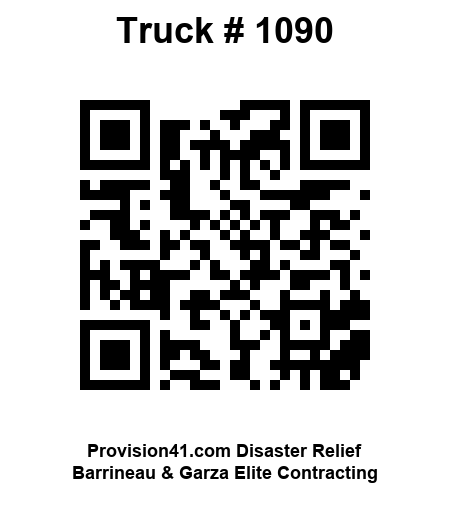 Truck # 1090
Provision41.com Disaster Relief
Barrineau & Garza Elite Contracting